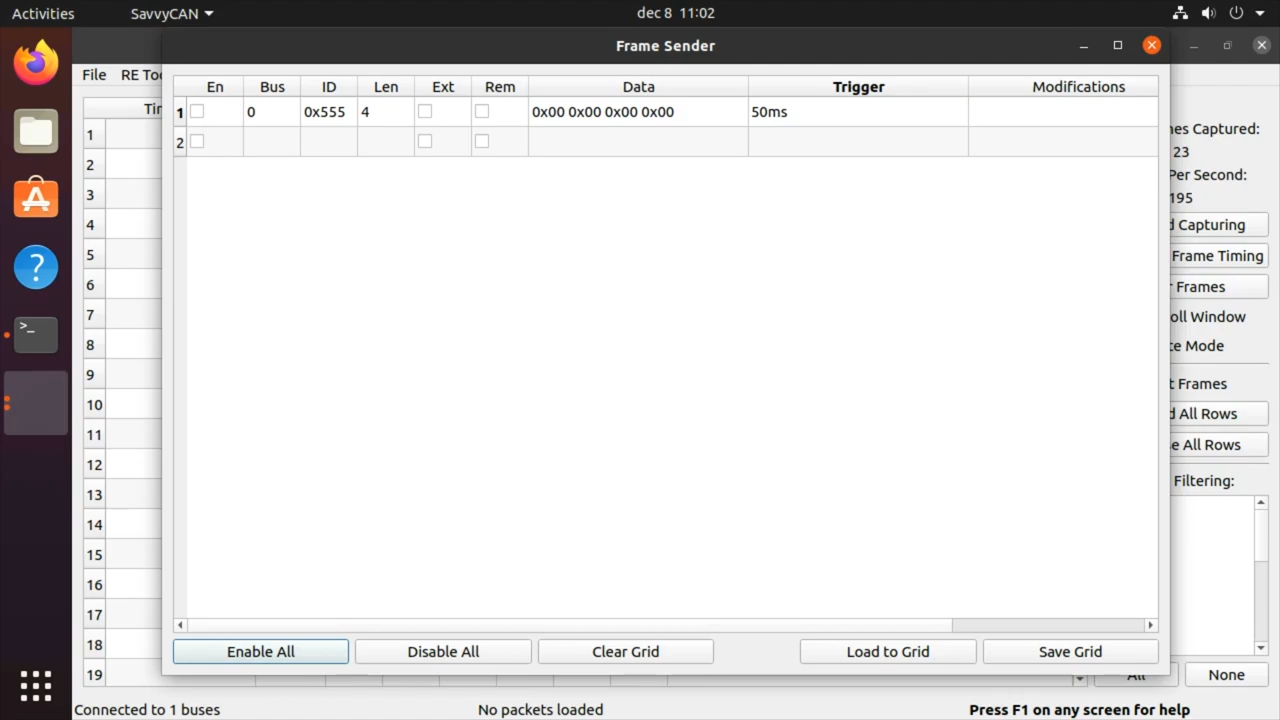 Activities SavvyCAN dec 8 11:02
Frame Sender
File RE Too
En Bus ID Len Ext Rem Data Trigger Modifications
1 0 0x555 4 0x00 0x00 0x00 0x00 50ms
2
Tir
1
2
3
4
5
6
7
8
9
10
11
12
13
14
15
16
17
18
19
nes Captured:
23
Per Second:
195
d Capturing
Frame Timing
r Frames
oll Window
te Mode
t Frames
d All Rows
e All Rows
Filtering:
Enable All Disable All Clear Grid Load to Grid Save Grid
All None
Connected to 1 buses No packets loaded Press F1 on any screen for help